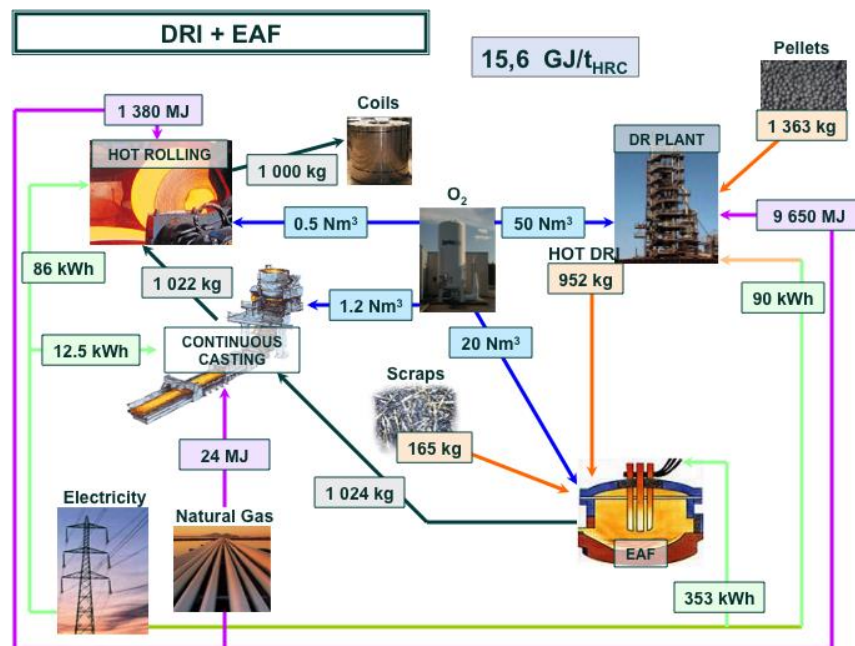 DRI + EAF
15,6 GJ/tHRC
Pellets
1 380 MJ
Coils
1 363 kg
HOT ROLLING
DR PLANT
1 000 kg
O2
0.5 Nm3
50 Nm3
9 650 MJ
HOT DRI
86 kWh
1 022 kg
952 kg
90 kWh
1.2 Nm3
CONTINUOUS
CASTING
12.5 kWh
20 Nm3
Scraps
165 kg
24 MJ
1 024 kg
Electricity
Natural Gas
EAF
353 kWh